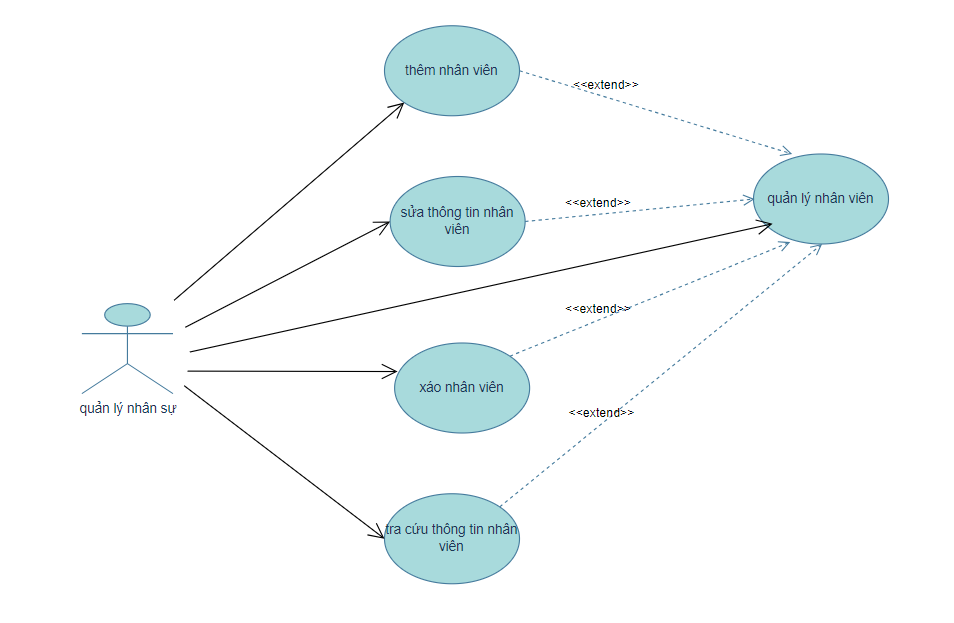 thêm nhân viên
<<extend>>
quản lý nhân viên
sửa thông tin nhân
viên
<<extend>>
<<extend>>
xáo nhân viên
quản lý nhân sự
<<extend>>
tra cứu thông tin nhân
viên